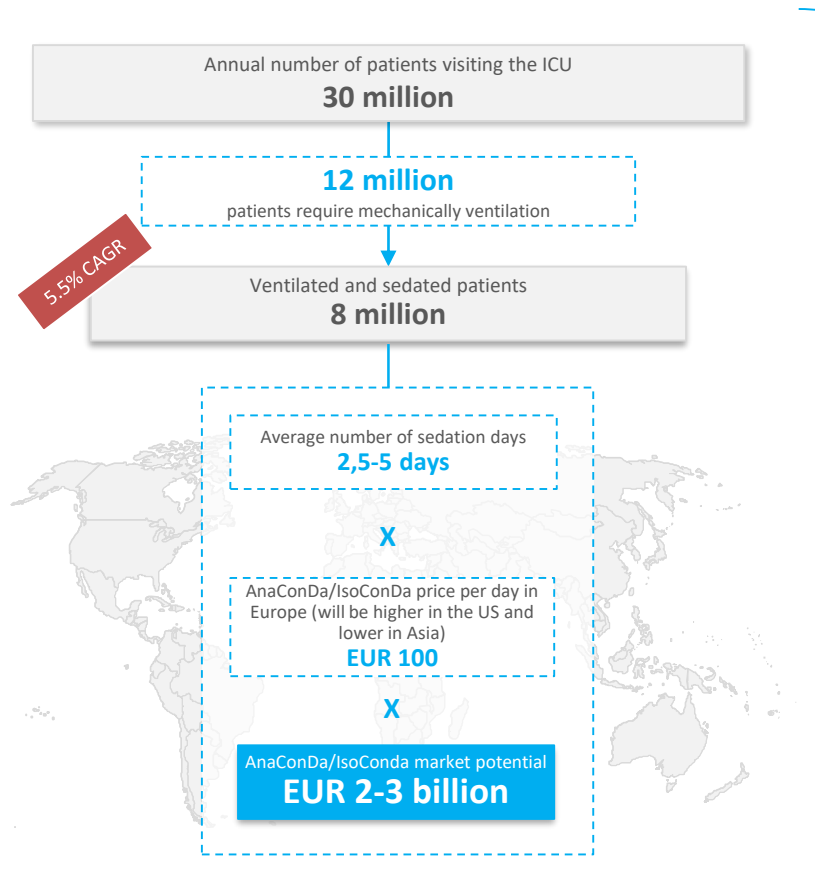 Annual number of patients visiting the ICU
30 million
12 million
patients require mechanically ventilation
5.5% CAGR
Ventilated and sedated patients
8 million
Average number of sedation days
2,5-5 days
X
AnaConDa/IsoConDa price per day in
Europe (will be higher in the US and
lower in Asia)
EUR 100
X
AnaConDa/IsoConda market potential
EUR 2-3 billion